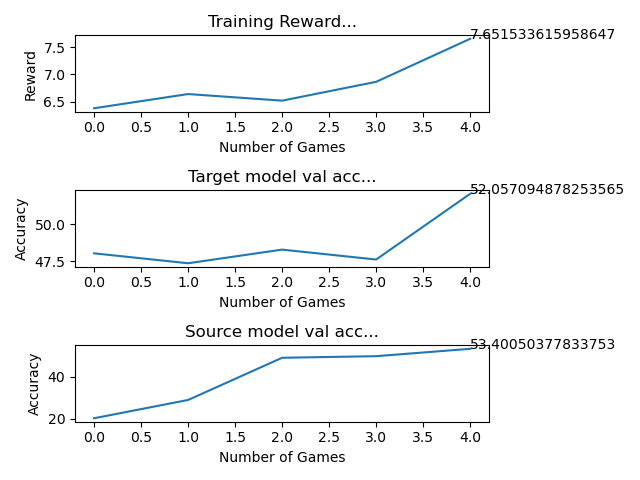 Training Reward...
7.651533615958647
7.5
7.0
6.5
Reward
0.0 0.5 1.0 1.5 2.0 2.5 3.0 3.5 4.0
Number of Games
Target model val acc...
52.057094878253565
50.0
47.5
Accuracy
0.0 0.5 1.0 1.5 2.0 2.5 3.0 3.5 4.0
Number of Games
Source model val acc...
53.40050377833753
40
20
Accuracy
0.0 0.5 1.0 1.5 2.0 2.5 3.0 3.5 4.0
Number of Games